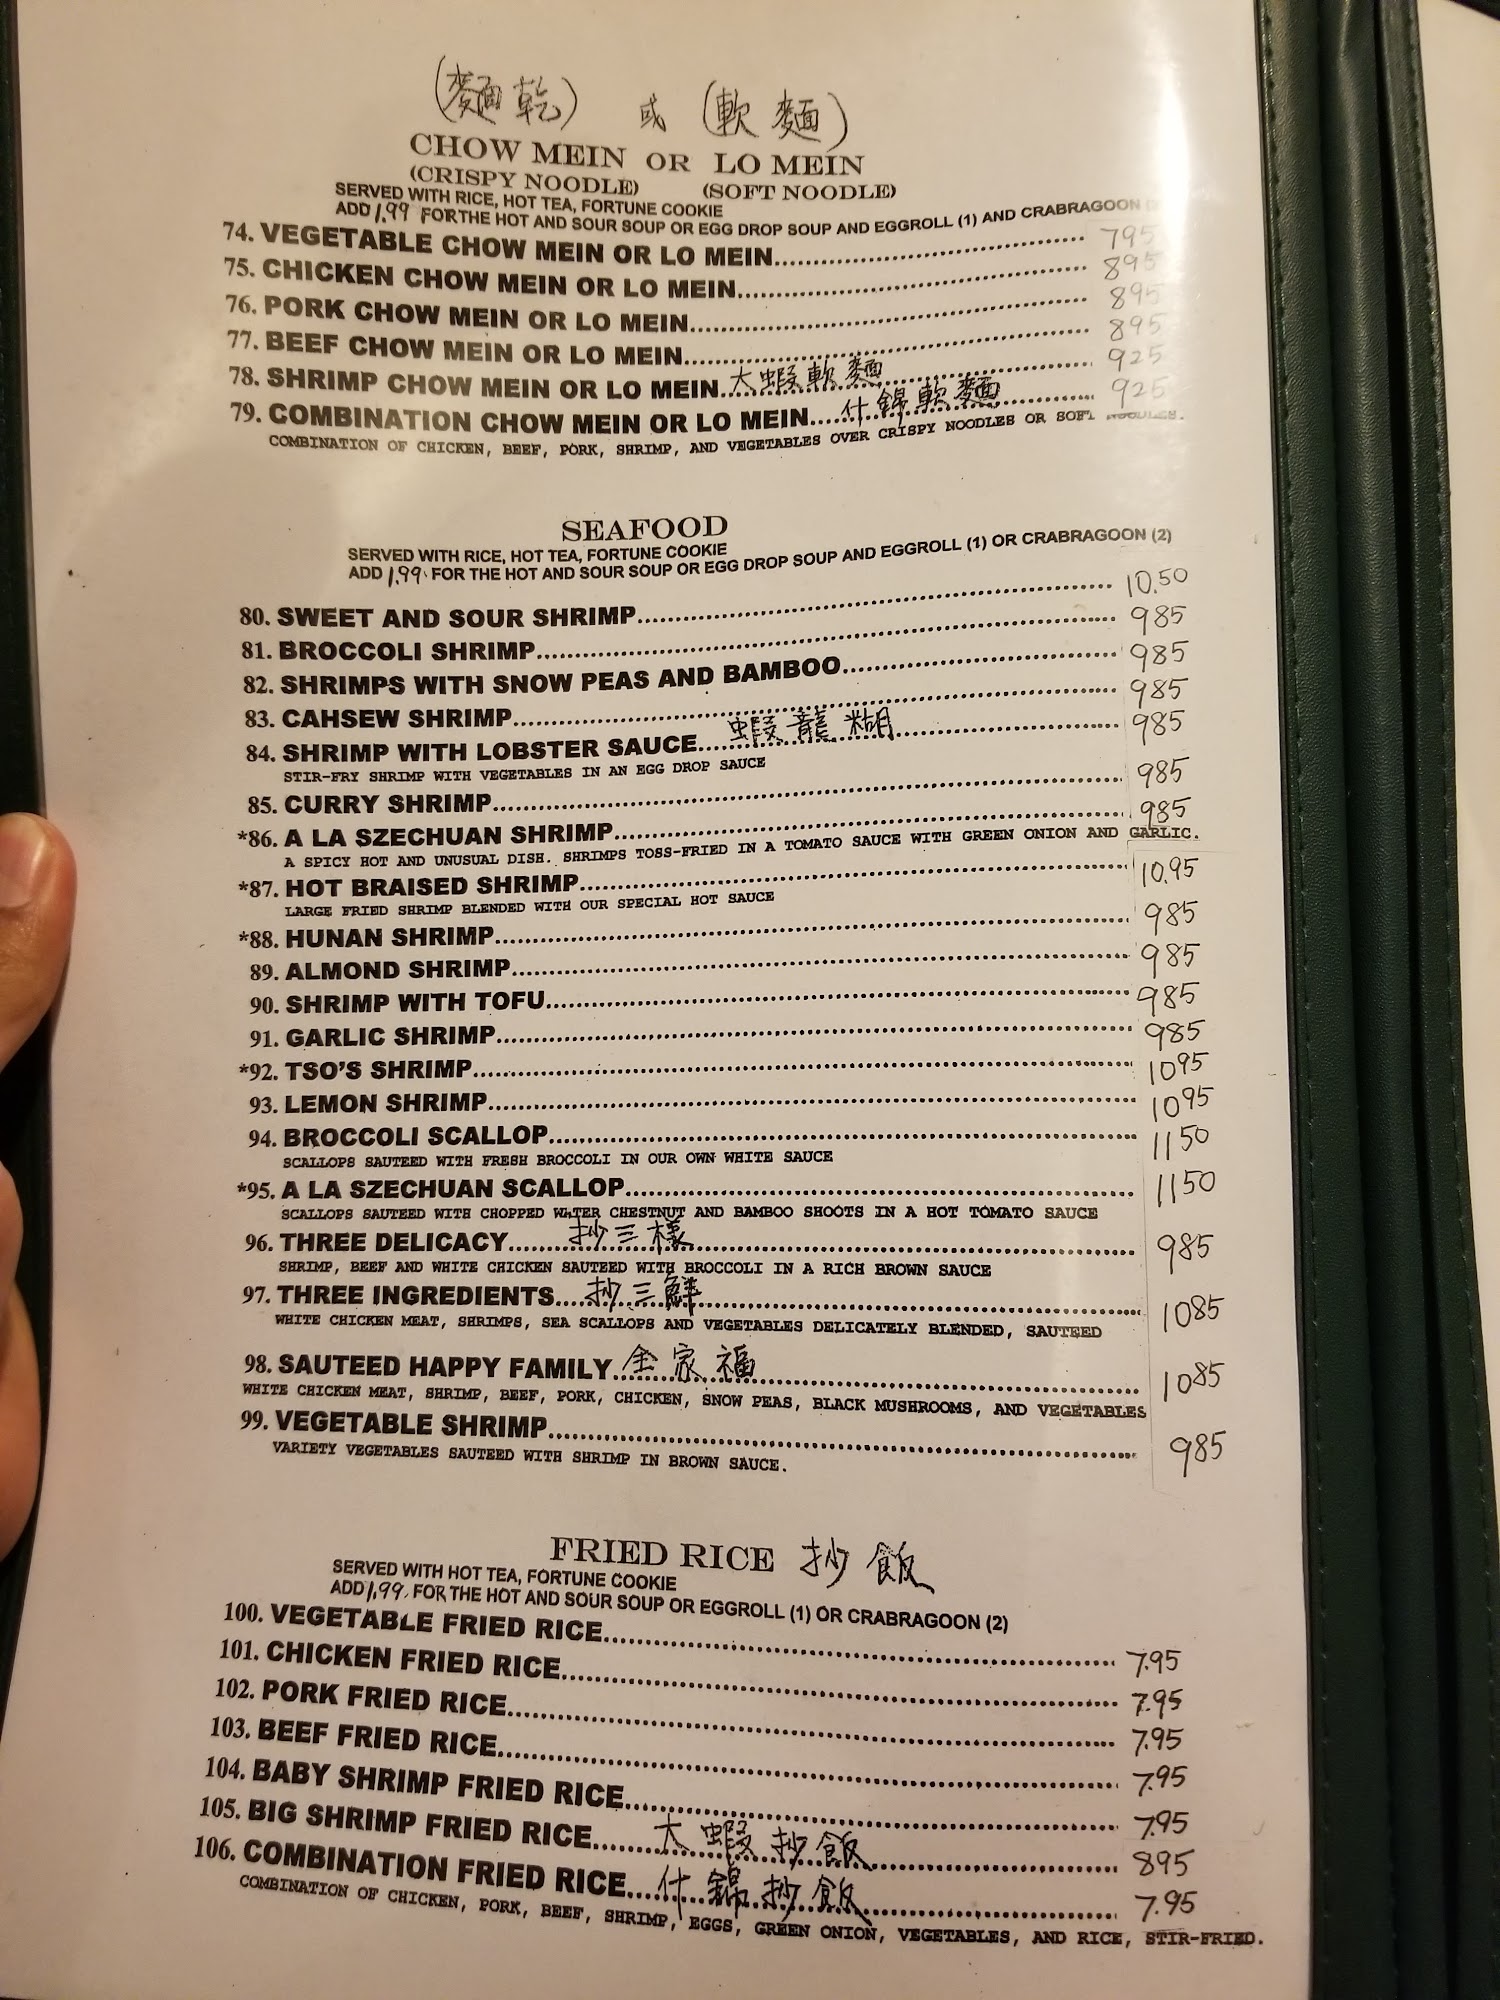 (麵乾) 或 (軟麵)
CHOW MEIN OR LO MEIN
(CRISPY NOODLE) (SOFT NOODLE)
SERVED WITH RICE, HOT TEA, FORTUNE COOKIE
ADD 1.99 FOR THE HOT AND SOUR SOUP OR EGG DROP SOUP AND EGGROLL (1) AND CRABRAGOON
74. VEGETABLE CHOW MEIN OR LO MEIN 795
75. CHICKEN CHOW MEIN OR LO MEIN 895
76. PORK CHOW MEIN OR LO MEIN 895
77. BEEF CHOW MEIN OR LO MEIN 895
78. SHRIMP CHOW MEIN OR LO MEIN 大蝦軟麵 925
79. COMBINATION CHOW MEIN OR LO MEIN 什錦軟麵 925
COMBINATION OF CHICKEN, BEEF, PORK, SHRIMP, AND VEGETABLES OVER CRISPY NOODLES OR SOFT NOODLES.
SEAFOOD
SERVED WITH RICE, HOT TEA, FORTUNE COOKIE
ADD 1.99 FOR THE HOT AND SOUR SOUP OR EGG DROP SOUP AND EGGROLL (1) OR CRABRAGOON (2)
80. SWEET AND SOUR SHRIMP 10.50
81. BROCCOLI SHRIMP 985
82. SHRIMPS WITH SNOW PEAS AND BAMBOO 985
83. CAHSEW SHRIMP 985
84. SHRIMP WITH LOBSTER SAUCE 蝦龍糊 985
STIR-FRY SHRIMP WITH VEGETABLES IN AN EGG DROP SAUCE
85. CURRY SHRIMP 985
*86. A LA SZECHUAN SHRIMP 985
A SPICY HOT AND UNUSUAL DISH. SHRIMPS TOSS-FRIED IN A TOMATO SAUCE WITH GREEN ONION AND GARLIC.
*87. HOT BRAISED SHRIMP 10.95
LARGE FRIED SHRIMP BLENDED WITH OUR SPECIAL HOT SAUCE
*88. HUNAN SHRIMP 985
89. ALMOND SHRIMP 985
90. SHRIMP WITH TOFU 985
91. GARLIC SHRIMP 985
*92. TSO'S SHRIMP 1095
93. LEMON SHRIMP 1095
94. BROCCOLI SCALLOP 1150
SCALLOPS SAUTEED WITH FRESH BROCCOLI IN OUR OWN WHITE SAUCE
*95. A LA SZECHUAN SCALLOP 1150
SCALLOPS SAUTEED WITH CHOPPED WATER CHESTNUT AND BAMBOO SHOOTS IN A HOT TOMATO SAUCE
96. THREE DELICACY 抄三樣 985
SHRIMP, BEEF AND WHITE CHICKEN SAUTEED WITH BROCCOLI IN A RICH BROWN SAUCE
97. THREE INGREDIENTS 抄三鮮 1085
WHITE CHICKEN MEAT, SHRIMPS, SEA SCALLOPS AND VEGETABLES DELICATELY BLENDED, SAUTEED
98. SAUTEED HAPPY FAMILY 全家福 1085
WHITE CHICKEN MEAT, SHRIMP, BEEF, PORK, CHICKEN, SNOW PEAS, BLACK MUSHROOMS, AND VEGETABLES
99. VEGETABLE SHRIMP 985
VARIETY VEGETABLES SAUTEED WITH SHRIMP IN BROWN SAUCE.
FRIED RICE 抄飯
SERVED WITH HOT TEA, FORTUNE COOKIE
ADD 1.99 FOR THE HOT AND SOUR SOUP OR EGGROLL (1) OR CRABRAGOON (2)
100. VEGETABLE FRIED RICE 7.95
101. CHICKEN FRIED RICE 7.95
102. PORK FRIED RICE 7.95
103. BEEF FRIED RICE 7.95
104. BABY SHRIMP FRIED RICE 7.95
105. BIG SHRIMP FRIED RICE 大蝦抄飯 895
106. COMBINATION FRIED RICE 什錦抄飯 7.95
COMBINATION OF CHICKEN, PORK, BEEF, SHRIMP, EGGS, GREEN ONION, VEGETABLES, AND RICE, STIR-FRIED.